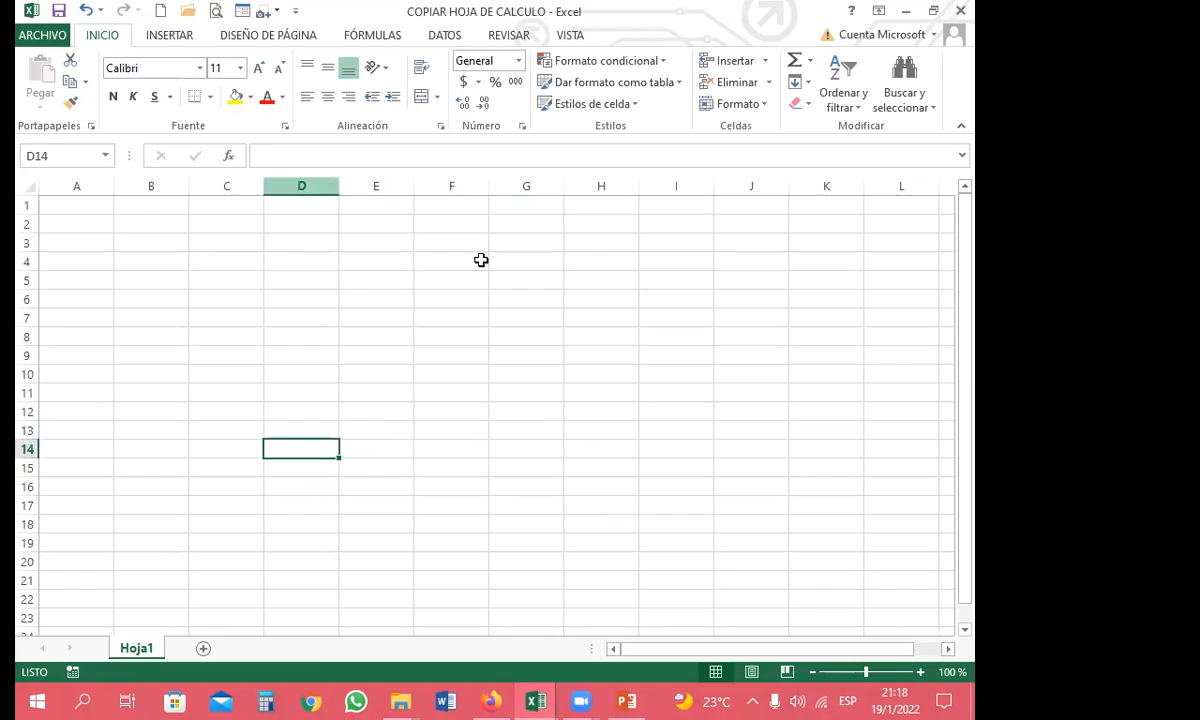 COPIAR HOJA DE CALCULO - Excel
?
ARCHIVO INICIO INSERTAR DISEÑO DE PÁGINA FÓRMULAS DATOS REVISAR VISTA Cuenta Microsoft
Pegar
Portapapeles
Calibri 11
N K S
Fuente
Alineación
General
$ % 000
Número
Formato condicional
Dar formato como tabla
Estilos de celda
Estilos
Insertar
Eliminar
Formato
Celdas
Ordenar y filtrar
Buscar y seleccionar
Modificar
D14
fx
A B C D E F G H I J K L
1
2
3
4
5
6
7
8
9
10
11
12
13
14
15
16
17
18
19
20
21
22
23
24
Hoja1
LISTO
100 %
23°C
ESP
21:18
19/1/2022